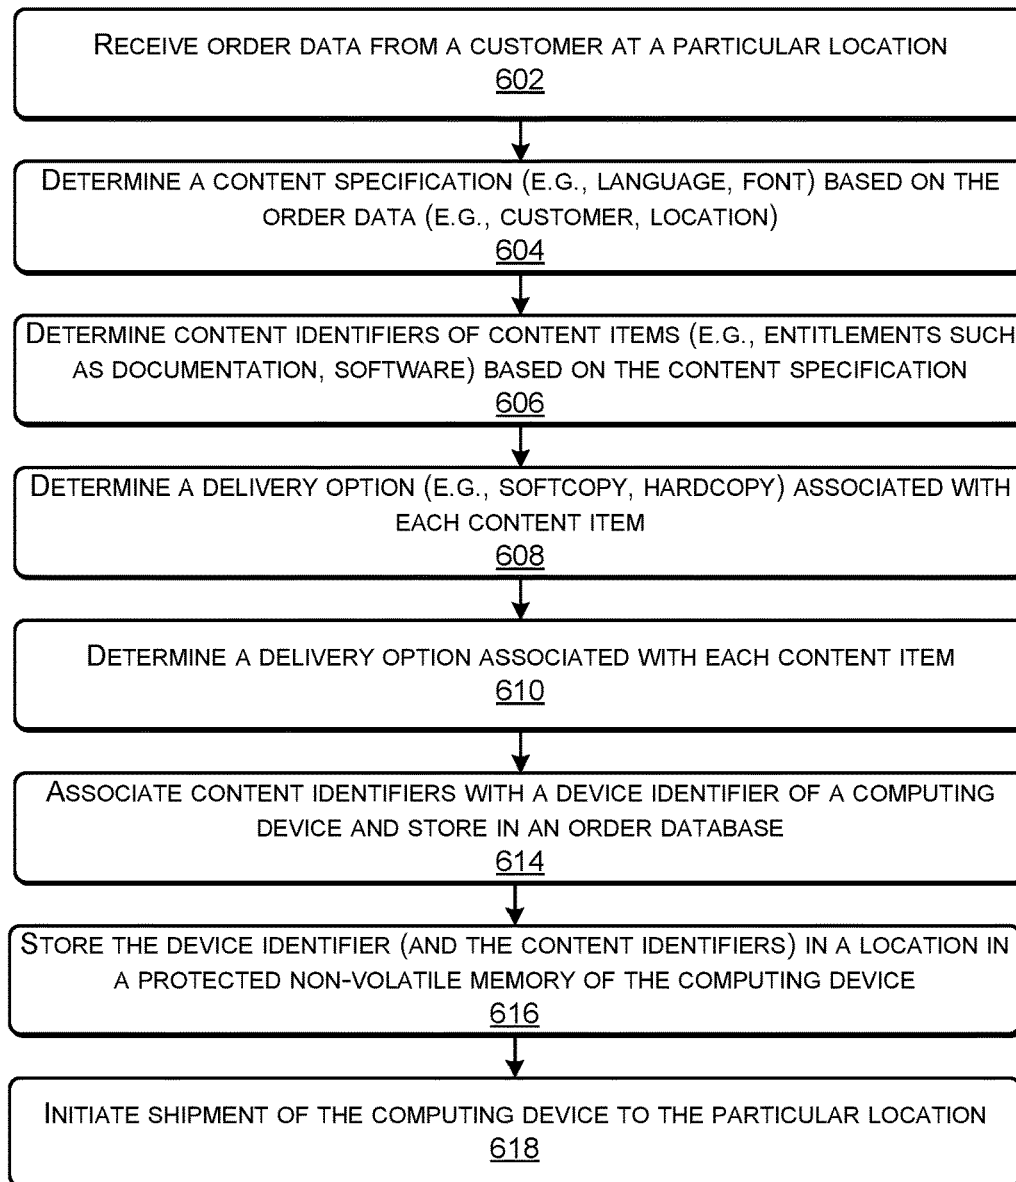 RECEIVE ORDER DATA FROM A CUSTOMER AT A PARTICULAR LOCATION
602
DETERMINE A CONTENT SPECIFICATION (E.G., LANGUAGE, FONT) BASED ON THE
ORDER DATA (E.G., CUSTOMER, LOCATION)
604
DETERMINE CONTENT IDENTIFIERS OF CONTENT ITEMS (E.G., ENTITLEMENTS SUCH
AS DOCUMENTATION, SOFTWARE) BASED ON THE CONTENT SPECIFICATION
606
DETERMINE A DELIVERY OPTION (E.G., SOFTCOPY, HARDCOPY) ASSOCIATED WITH
EACH CONTENT ITEM
608
DETERMINE A DELIVERY OPTION ASSOCIATED WITH EACH CONTENT ITEM
610
ASSOCIATE CONTENT IDENTIFIERS WITH A DEVICE IDENTIFIER OF A COMPUTING
DEVICE AND STORE IN AN ORDER DATABASE
614
STORE THE DEVICE IDENTIFIER (AND THE CONTENT IDENTIFIERS) IN A LOCATION IN
A PROTECTED NON-VOLATILE MEMORY OF THE COMPUTING DEVICE
616
INITIATE SHIPMENT OF THE COMPUTING DEVICE TO THE PARTICULAR LOCATION
618